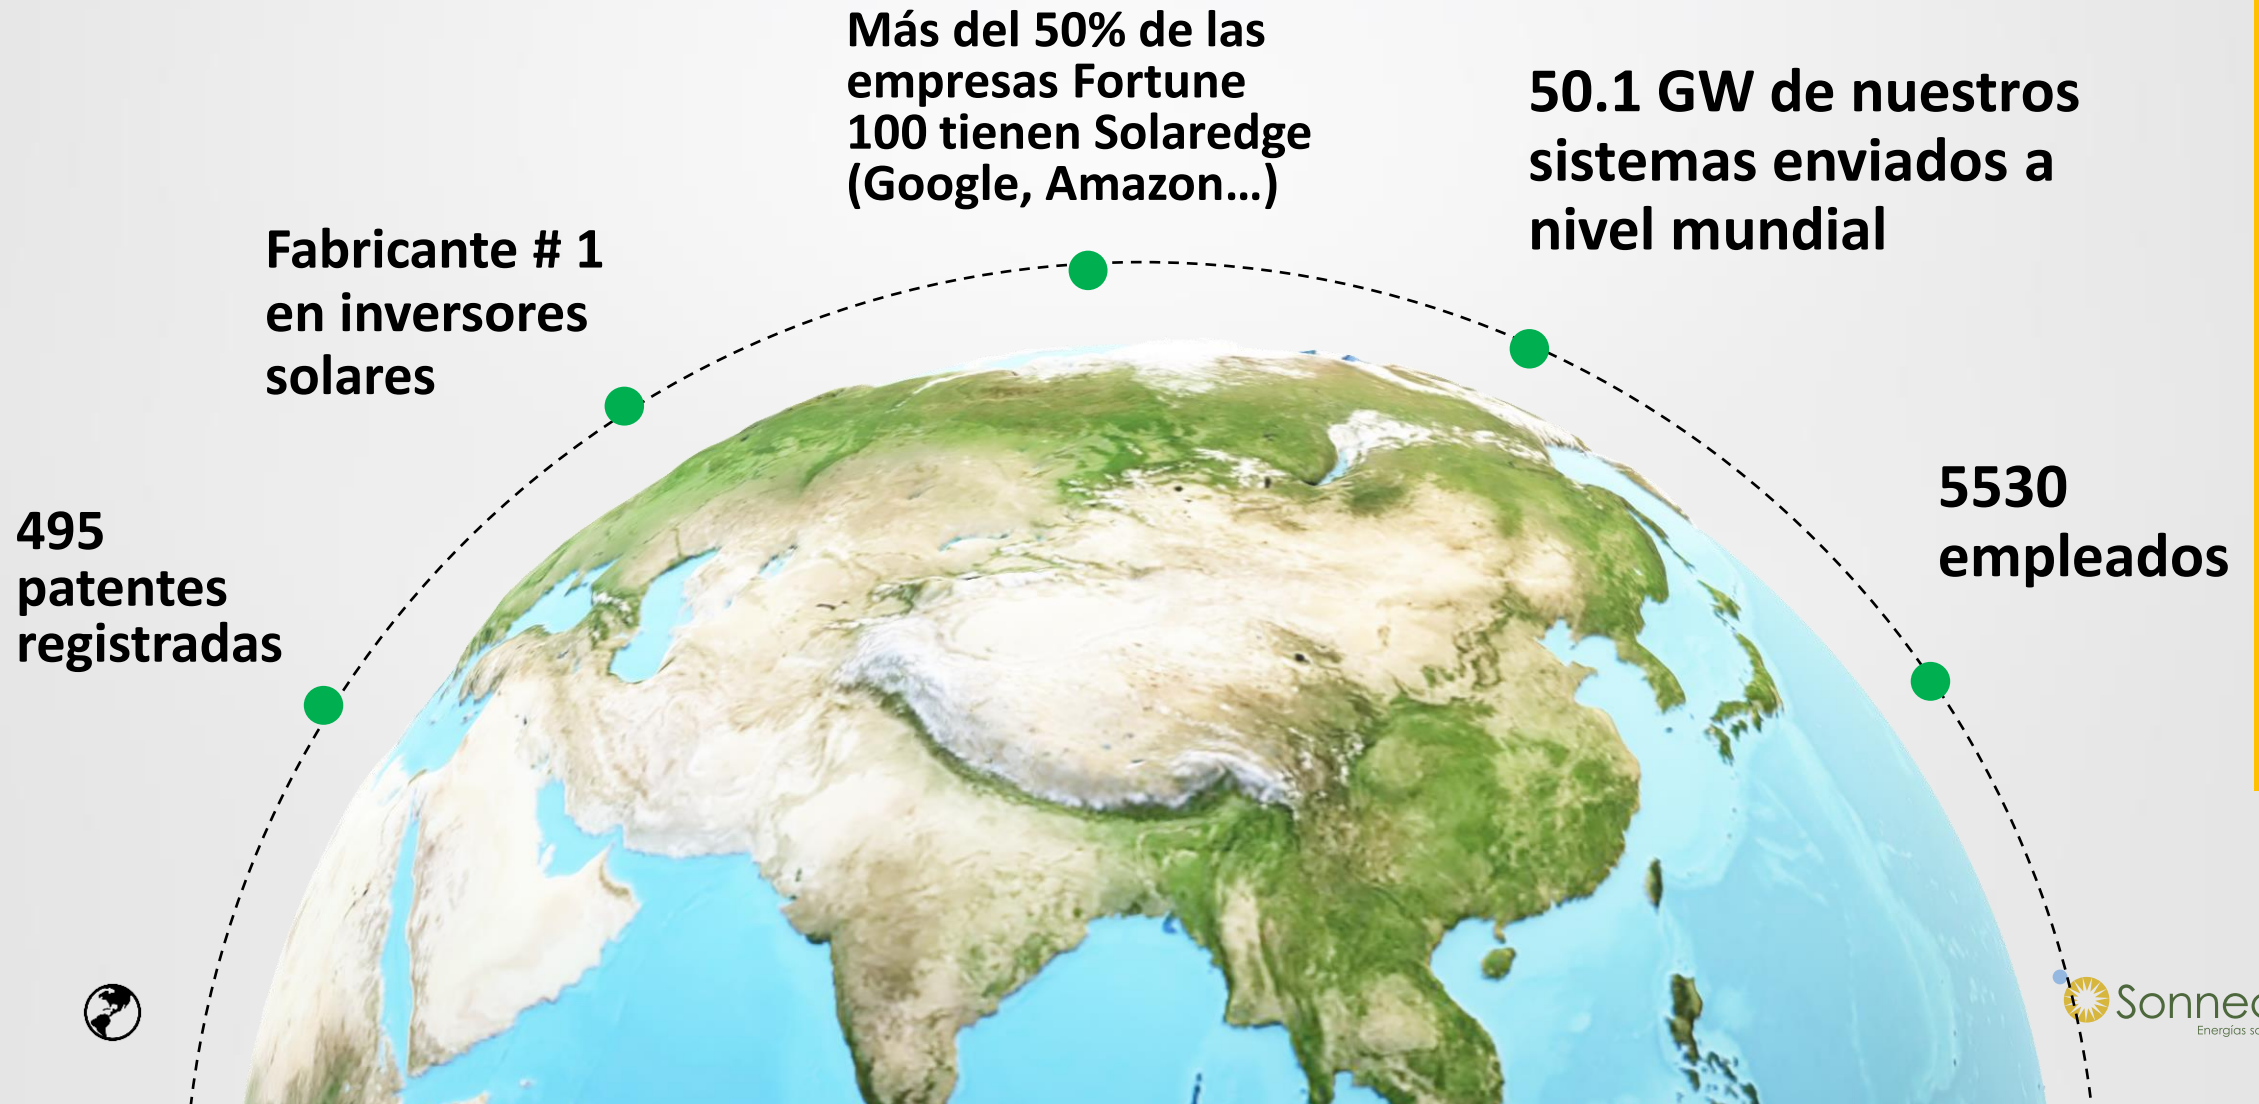 Más del 50% de las
empresas Fortune
100 tienen Solaredge
(Google, Amazon…)
50.1 GW de nuestros
sistemas enviados a
nivel mundial
Fabricante # 1
en inversores
solares
5530
empleados
495
patentes
registradas
Energías